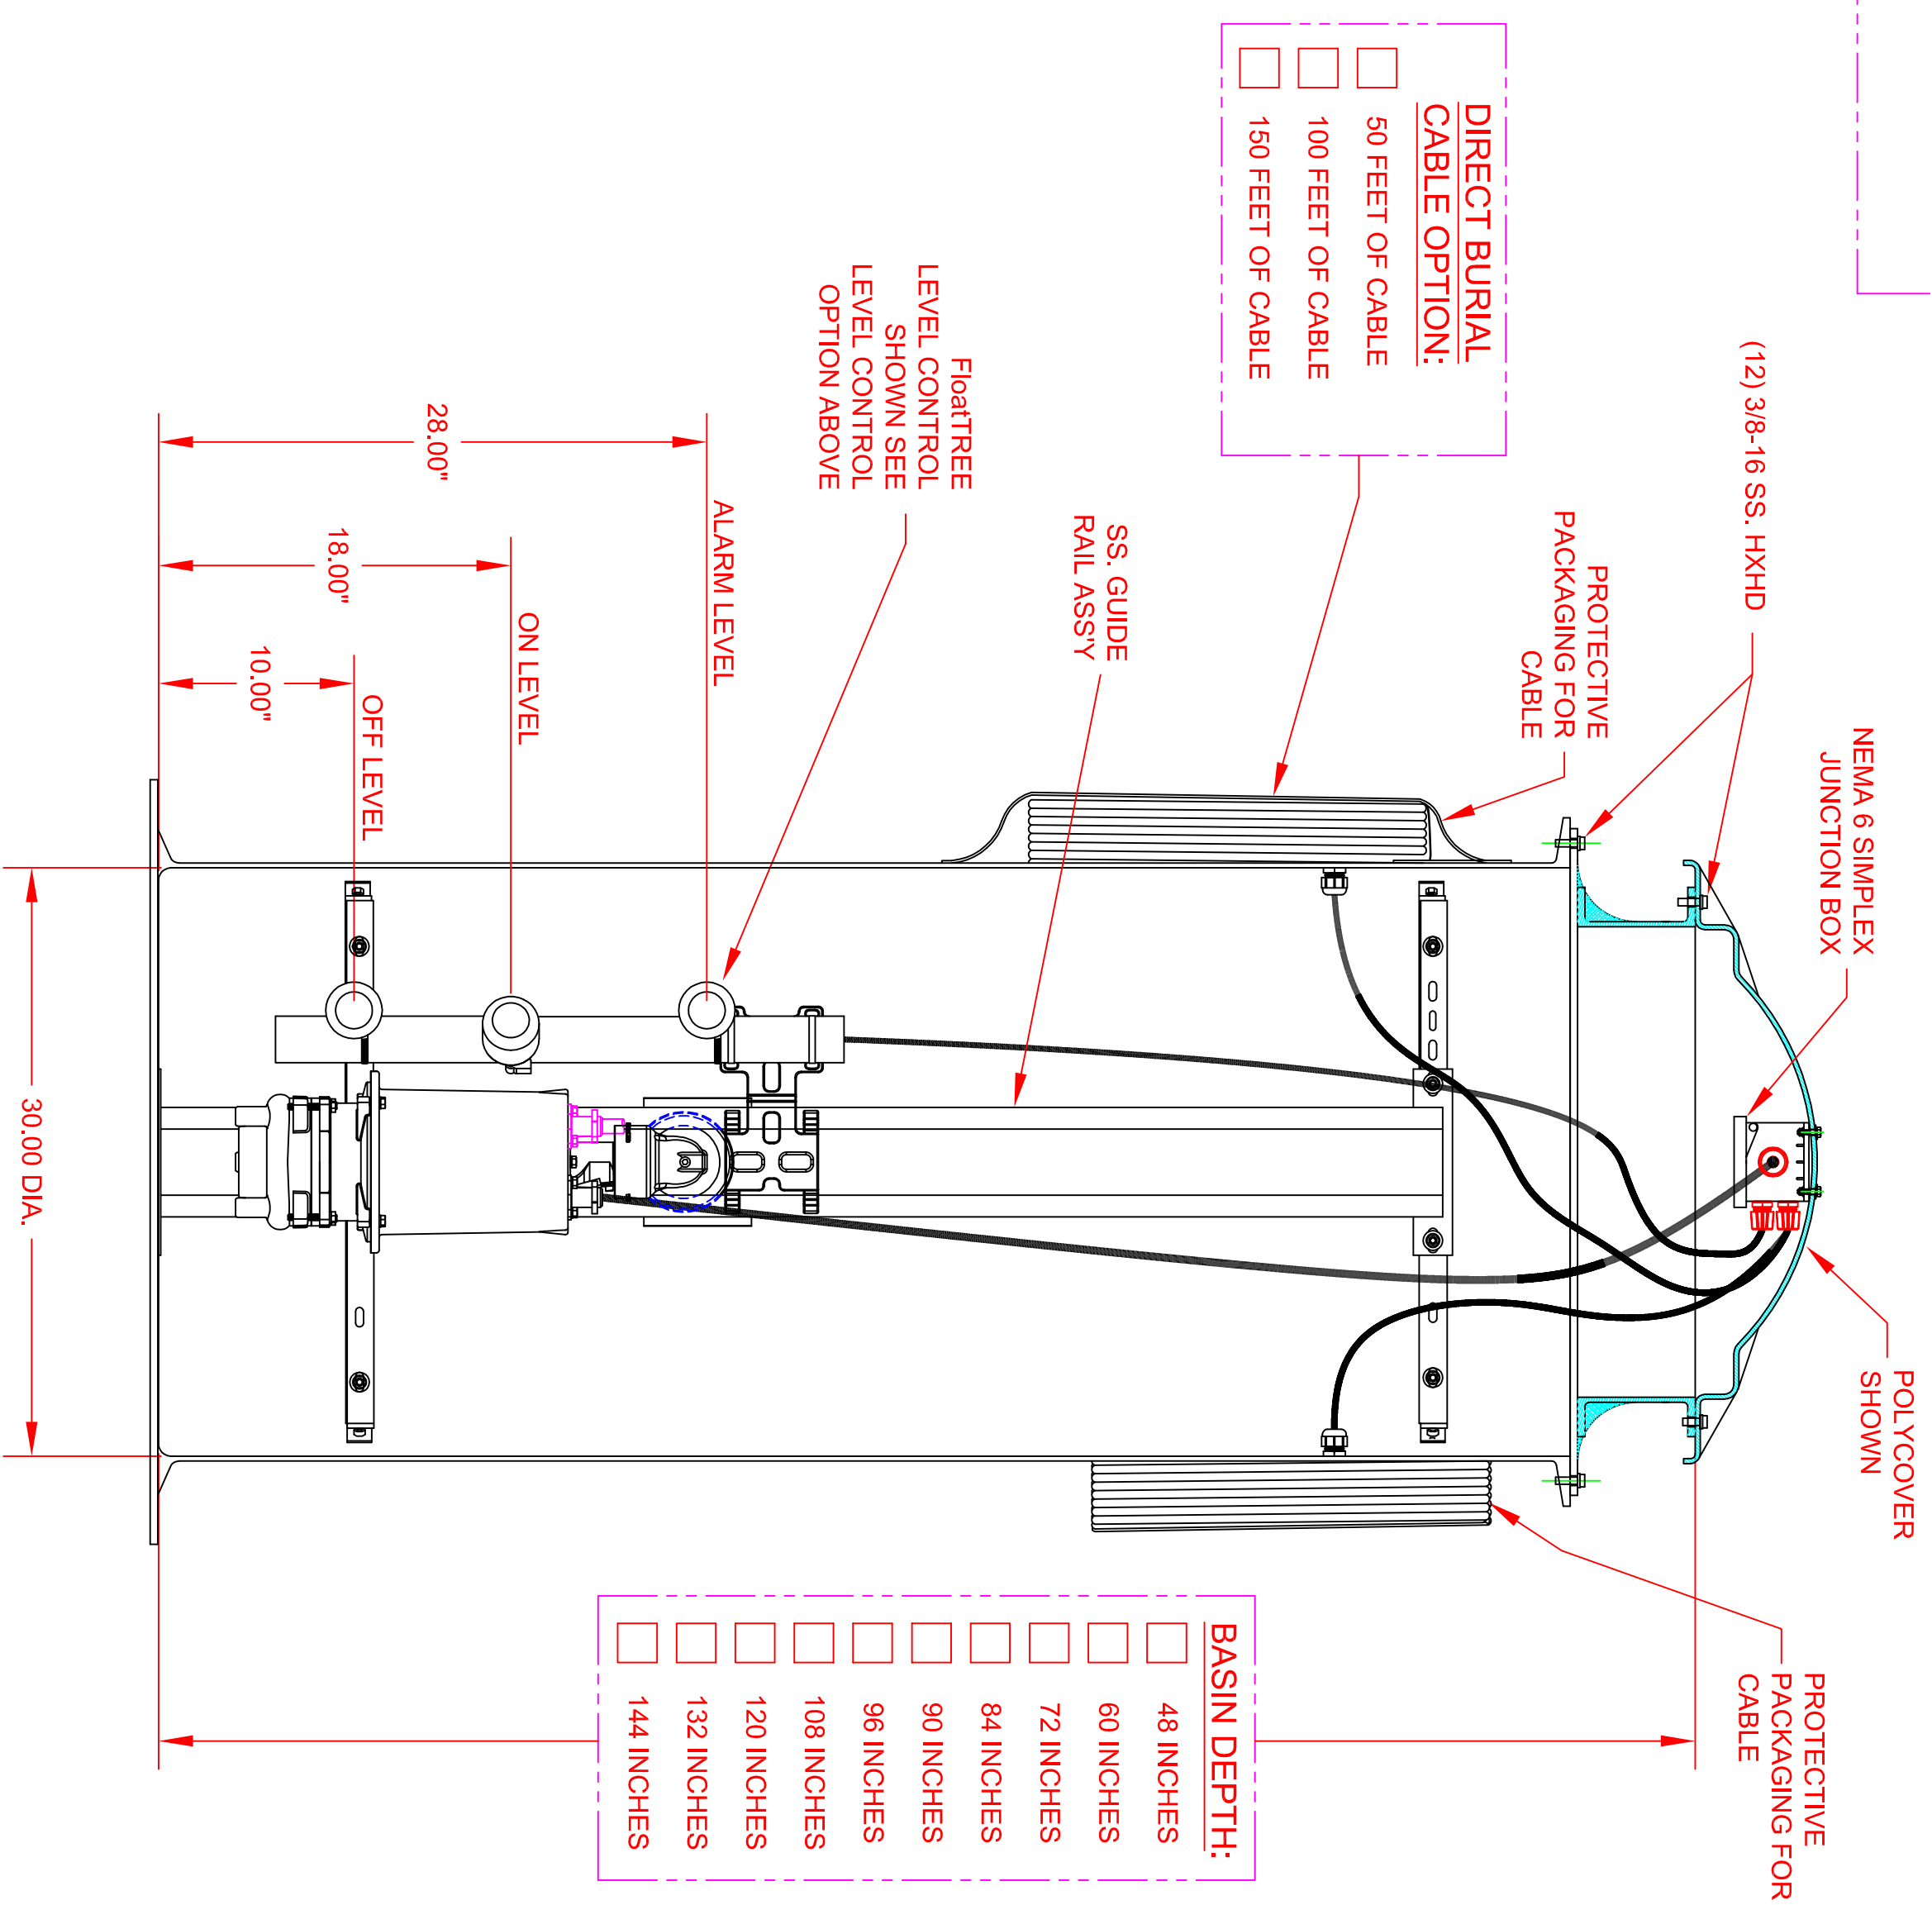 (12) 3/8-16 SS. HXHD
NEMA 6 SIMPLEX
JUNCTION BOX
POLYCOVER
SHOWN
PROTECTIVE
PACKAGING FOR
CABLE
PROTECTIVE
PACKAGING FOR
CABLE
DIRECT BURIAL
CABLE OPTION:
50 FEET OF CABLE
100 FEET OF CABLE
150 FEET OF CABLE
SS. GUIDE
RAIL ASS'Y
FloatTREE
LEVEL CONTROL
SHOWN SEE
LEVEL CONTROL
OPTION ABOVE
BASIN DEPTH:
48 INCHES
60 INCHES
72 INCHES
84 INCHES
90 INCHES
96 INCHES
108 INCHES
120 INCHES
132 INCHES
144 INCHES
ALARM LEVEL
28.00"
ON LEVEL
18.00"
OFF LEVEL
10.00"
30.00 DIA.